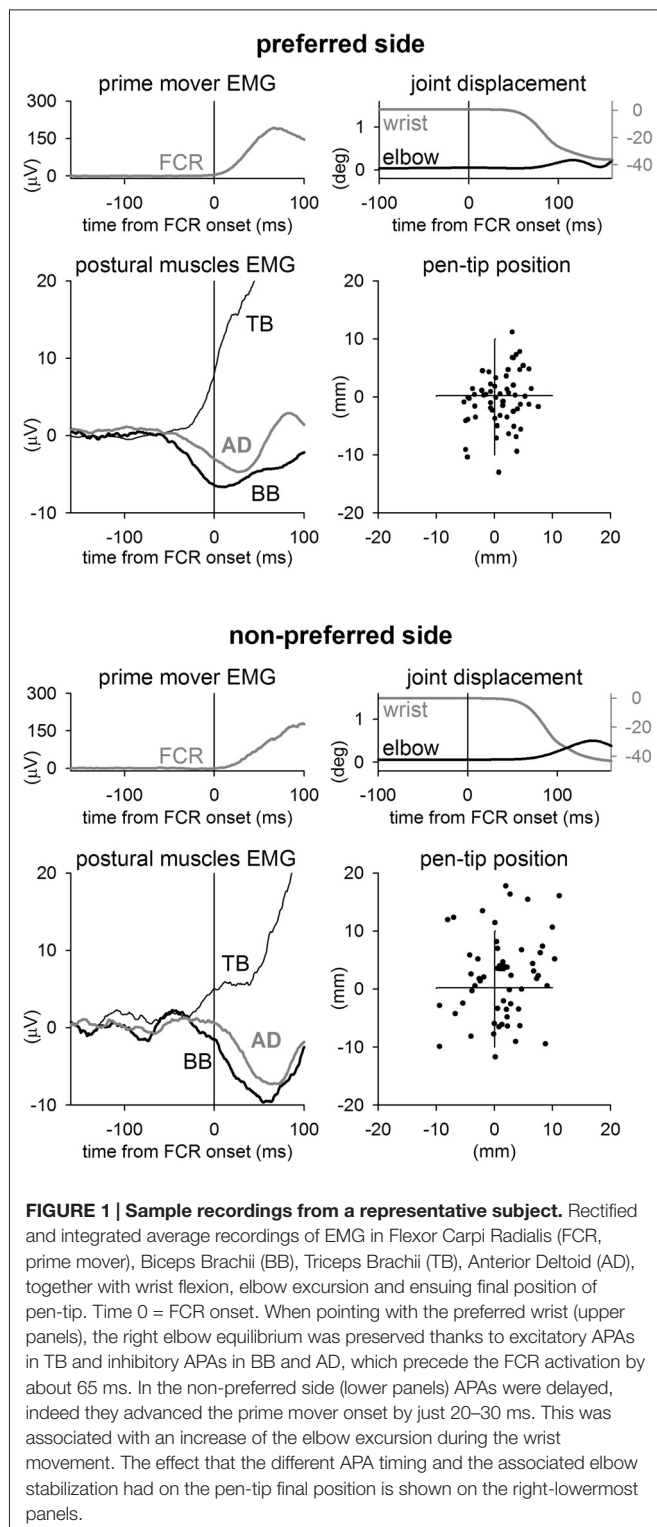 preferred side
prime mover EMG
300
150
0
(µV)
FCR
-100 0 100
time from FCR onset (ms)
joint displacement
1
0
(deg)
wrist
elbow
0
-20
-40
-100 0 100
time from FCR onset (ms)
postural muscles EMG
20
10
0
-10
(µV)
TB
AD
BB
-100 0 100
time from FCR onset (ms)
pen-tip position
20
10
0
-10
-20
(mm)
-20 -10 0 10 20
(mm)
non-preferred side
prime mover EMG
300
150
0
(µV)
FCR
-100 0 100
time from FCR onset (ms)
joint displacement
1
0
(deg)
wrist
elbow
0
-20
-40
-100 0 100
time from FCR onset (ms)
postural muscles EMG
20
10
0
-10
(µV)
TB
AD
BB
-100 0 100
time from FCR onset (ms)
pen-tip position
20
10
0
-10
-20
(mm)
-20 -10 0 10 20
(mm)
FIGURE 1 | Sample recordings from a representative subject. Rectified
and integrated average recordings of EMG in Flexor Carpi Radialis (FCR,
prime mover), Biceps Brachii (BB), Triceps Brachii (TB), Anterior Deltoid (AD),
together with wrist flexion, elbow excursion and ensuing final position of
pen-tip. Time 0 = FCR onset. When pointing with the preferred wrist (upper
panels), the right elbow equilibrium was preserved thanks to excitatory APAs
in TB and inhibitory APAs in BB and AD, which precede the FCR activation by
about 65 ms. In the non-preferred side (lower panels) APAs were delayed,
indeed they advanced the prime mover onset by just 20–30 ms. This was
associated with an increase of the elbow excursion during the wrist
movement. The effect that the different APA timing and the associated elbow
stabilization had on the pen-tip final position is shown on the right-lowermost
panels.